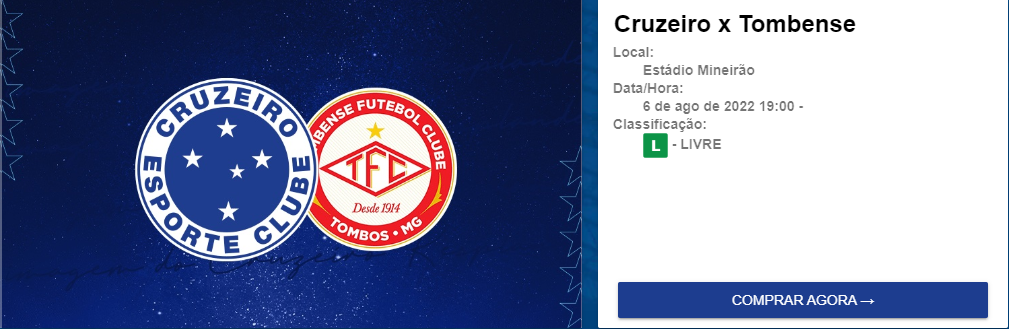 CRUZEIRO
ESPORTE CLUBE
MBENSE FUTEBOL CLUBE
TFC
Desde 1914
TOMBOS • MG
Cruzeiro x Tombense
Local:
Estádio Mineirão
Data/Hora:
6 de ago de 2022 19:00 -
Classificação:
L - LIVRE
COMPRAR AGORA →